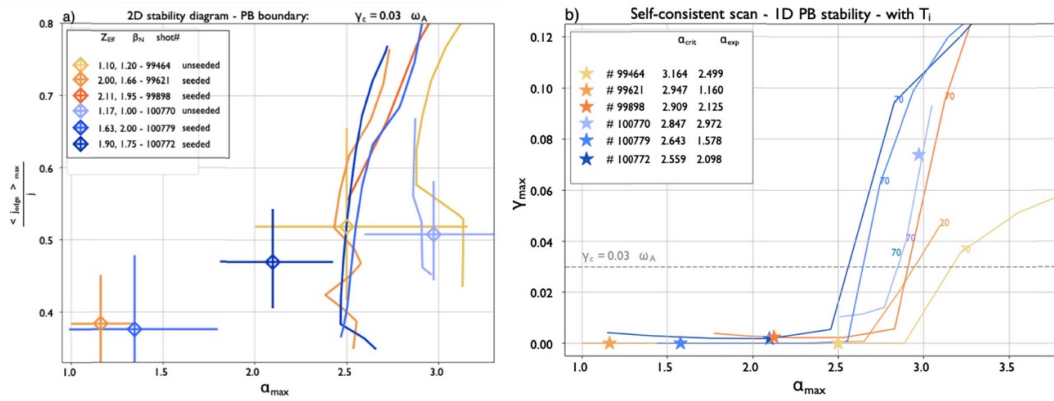 a)
2D stability diagram - PB boundary: γc = 0.03 ωA
ZEff βN shot#
1.10, 1.20 - 99464 unseeded
2.00, 1.66 - 99621 seeded
2.11, 1.95 - 99898 seeded
1.17, 1.00 - 100770 unseeded
1.63, 2.00 - 100779 seeded
1.90, 1.75 - 100772 seeded
< jedge > max
j
0.8
0.7
0.6
0.5
0.4
1.0 1.5 2.0 2.5 3.0
αmax
b)
Self-consistent scan - 1D PB stability - with Ti
αcrit αexp
# 99464 3.164 2.499
# 99621 2.947 1.160
# 99898 2.909 2.125
# 100770 2.847 2.972
# 100779 2.643 1.578
# 100772 2.559 2.098
γmax
0.12
0.10
0.08
0.06
0.04
0.02
0.00
70
70
70
20
70
70
70
γc = 0.03 ωA
1.0 1.5 2.0 2.5 3.0 3.5
αmax